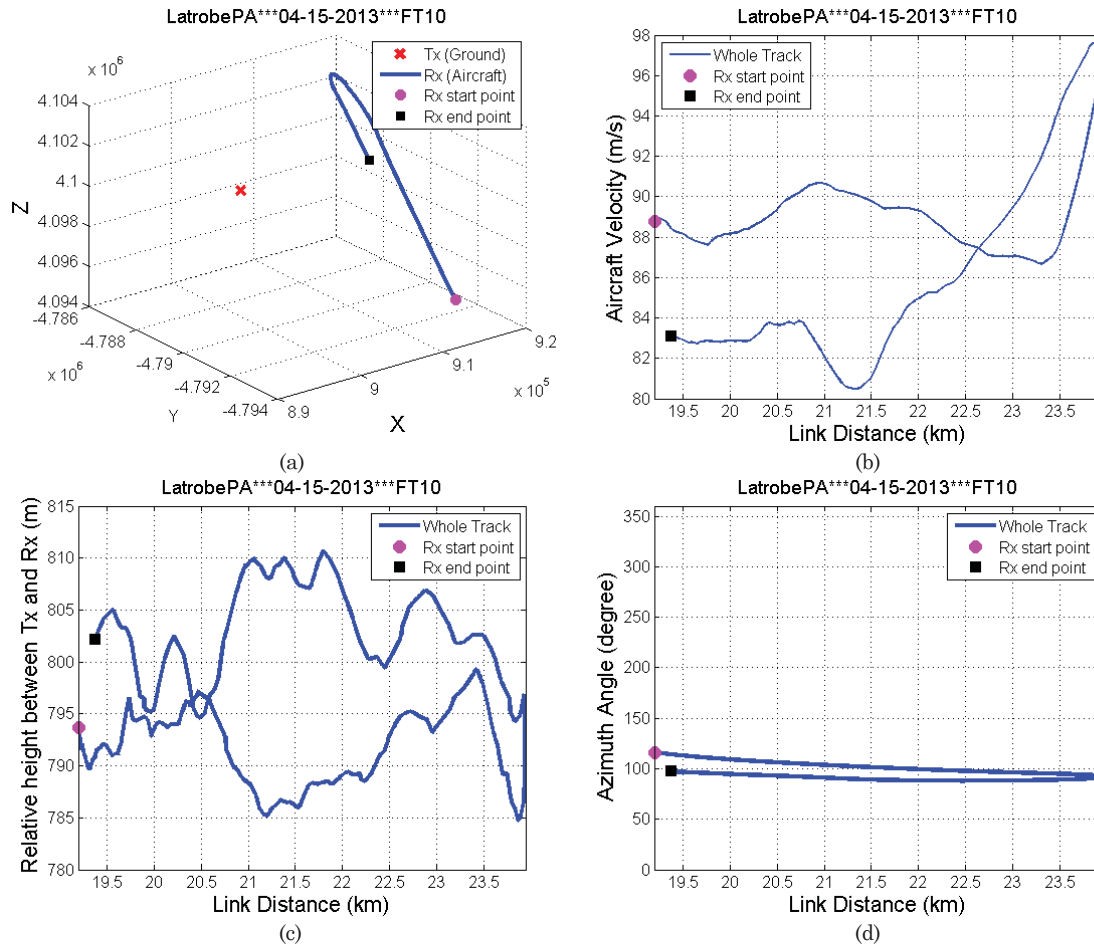 LatrobePA***04-15-2013***FT10
Tx (Ground)
Rx (Aircraft)
Rx start point
Rx end point
x 10^6
4.104
4.102
4.1
4.098
4.096
4.094
Z
-4.786
-4.788
-4.79
-4.792
-4.794
x 10^6
Y
8.9
9
9.1
9.2
x 10^5
X
(a)
LatrobePA***04-15-2013***FT10
Whole Track
Rx start point
Rx end point
Aircraft Velocity (m/s)
98
96
94
92
90
88
86
84
82
80
19.5 20 20.5 21 21.5 22 22.5 23 23.5
Link Distance (km)
(b)
LatrobePA***04-15-2013***FT10
Whole Track
Rx start point
Rx end point
Relative height between Tx and Rx (m)
815
810
805
800
795
790
785
780
19.5 20 20.5 21 21.5 22 22.5 23 23.5
Link Distance (km)
(c)
LatrobePA***04-15-2013***FT10
Whole Track
Rx start point
Rx end point
Azimuth Angle (degree)
350
300
250
200
150
100
50
0
19.5 20 20.5 21 21.5 22 22.5 23 23.5
Link Distance (km)
(d)